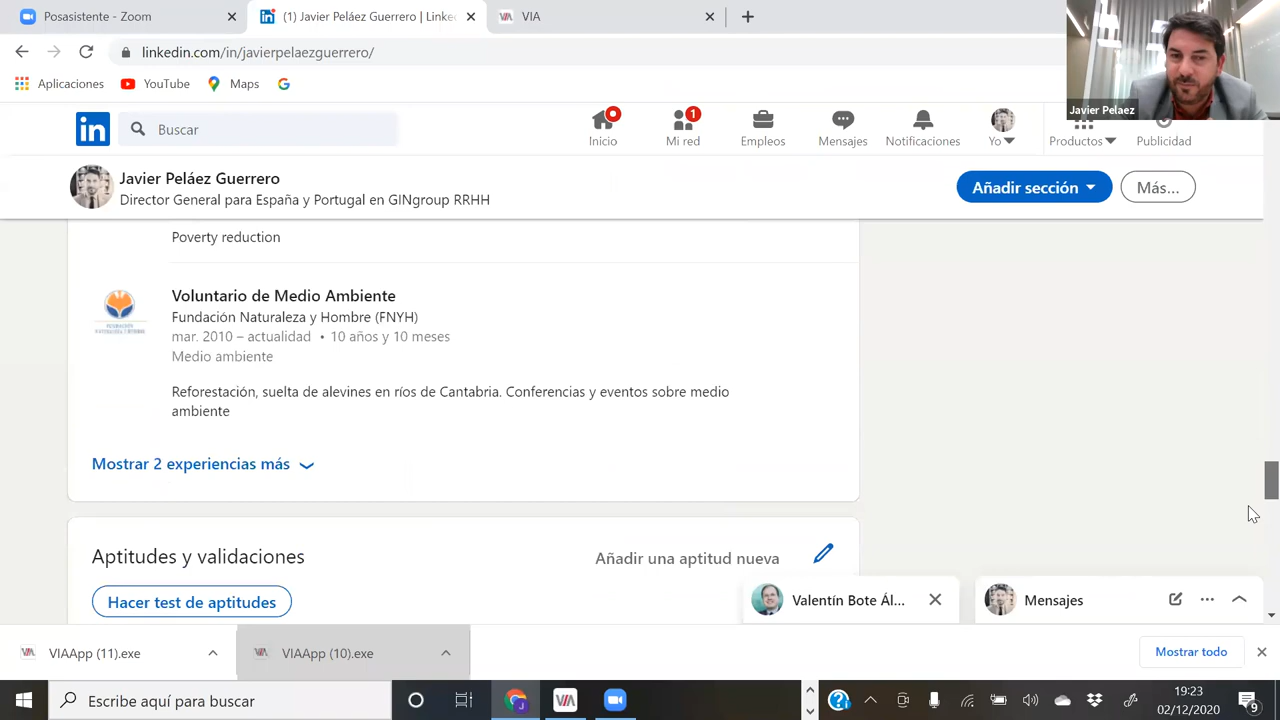 Posasistente - Zoom
(1) Javier Peláez Guerrero | Linke
VIA
linkedin.com/in/javierpelaezguerrero/
Aplicaciones
YouTube
Maps
G
Javier Pelaez
in
Buscar
Inicio
1
Mi red
Empleos
Mensajes
Notificaciones
Yo
Productos
Publicidad
Javier Peláez Guerrero
Director General para España y Portugal en GINgroup RRHH
Añadir sección
Más...
Poverty reduction
Voluntario de Medio Ambiente
Fundación Naturaleza y Hombre (FNYH)
mar. 2010 – actualidad • 10 años y 10 meses
Medio ambiente
Reforestación, suelta de alevines en ríos de Cantabria. Conferencias y eventos sobre medio
ambiente
Mostrar 2 experiencias más
Aptitudes y validaciones
Añadir una aptitud nueva
Hacer test de aptitudes
Valentín Bote Ál...
Mensajes
VIAApp (11).exe
VIAApp (10).exe
Mostrar todo
Escribe aquí para buscar
VIA
19:23
02/12/2020
9